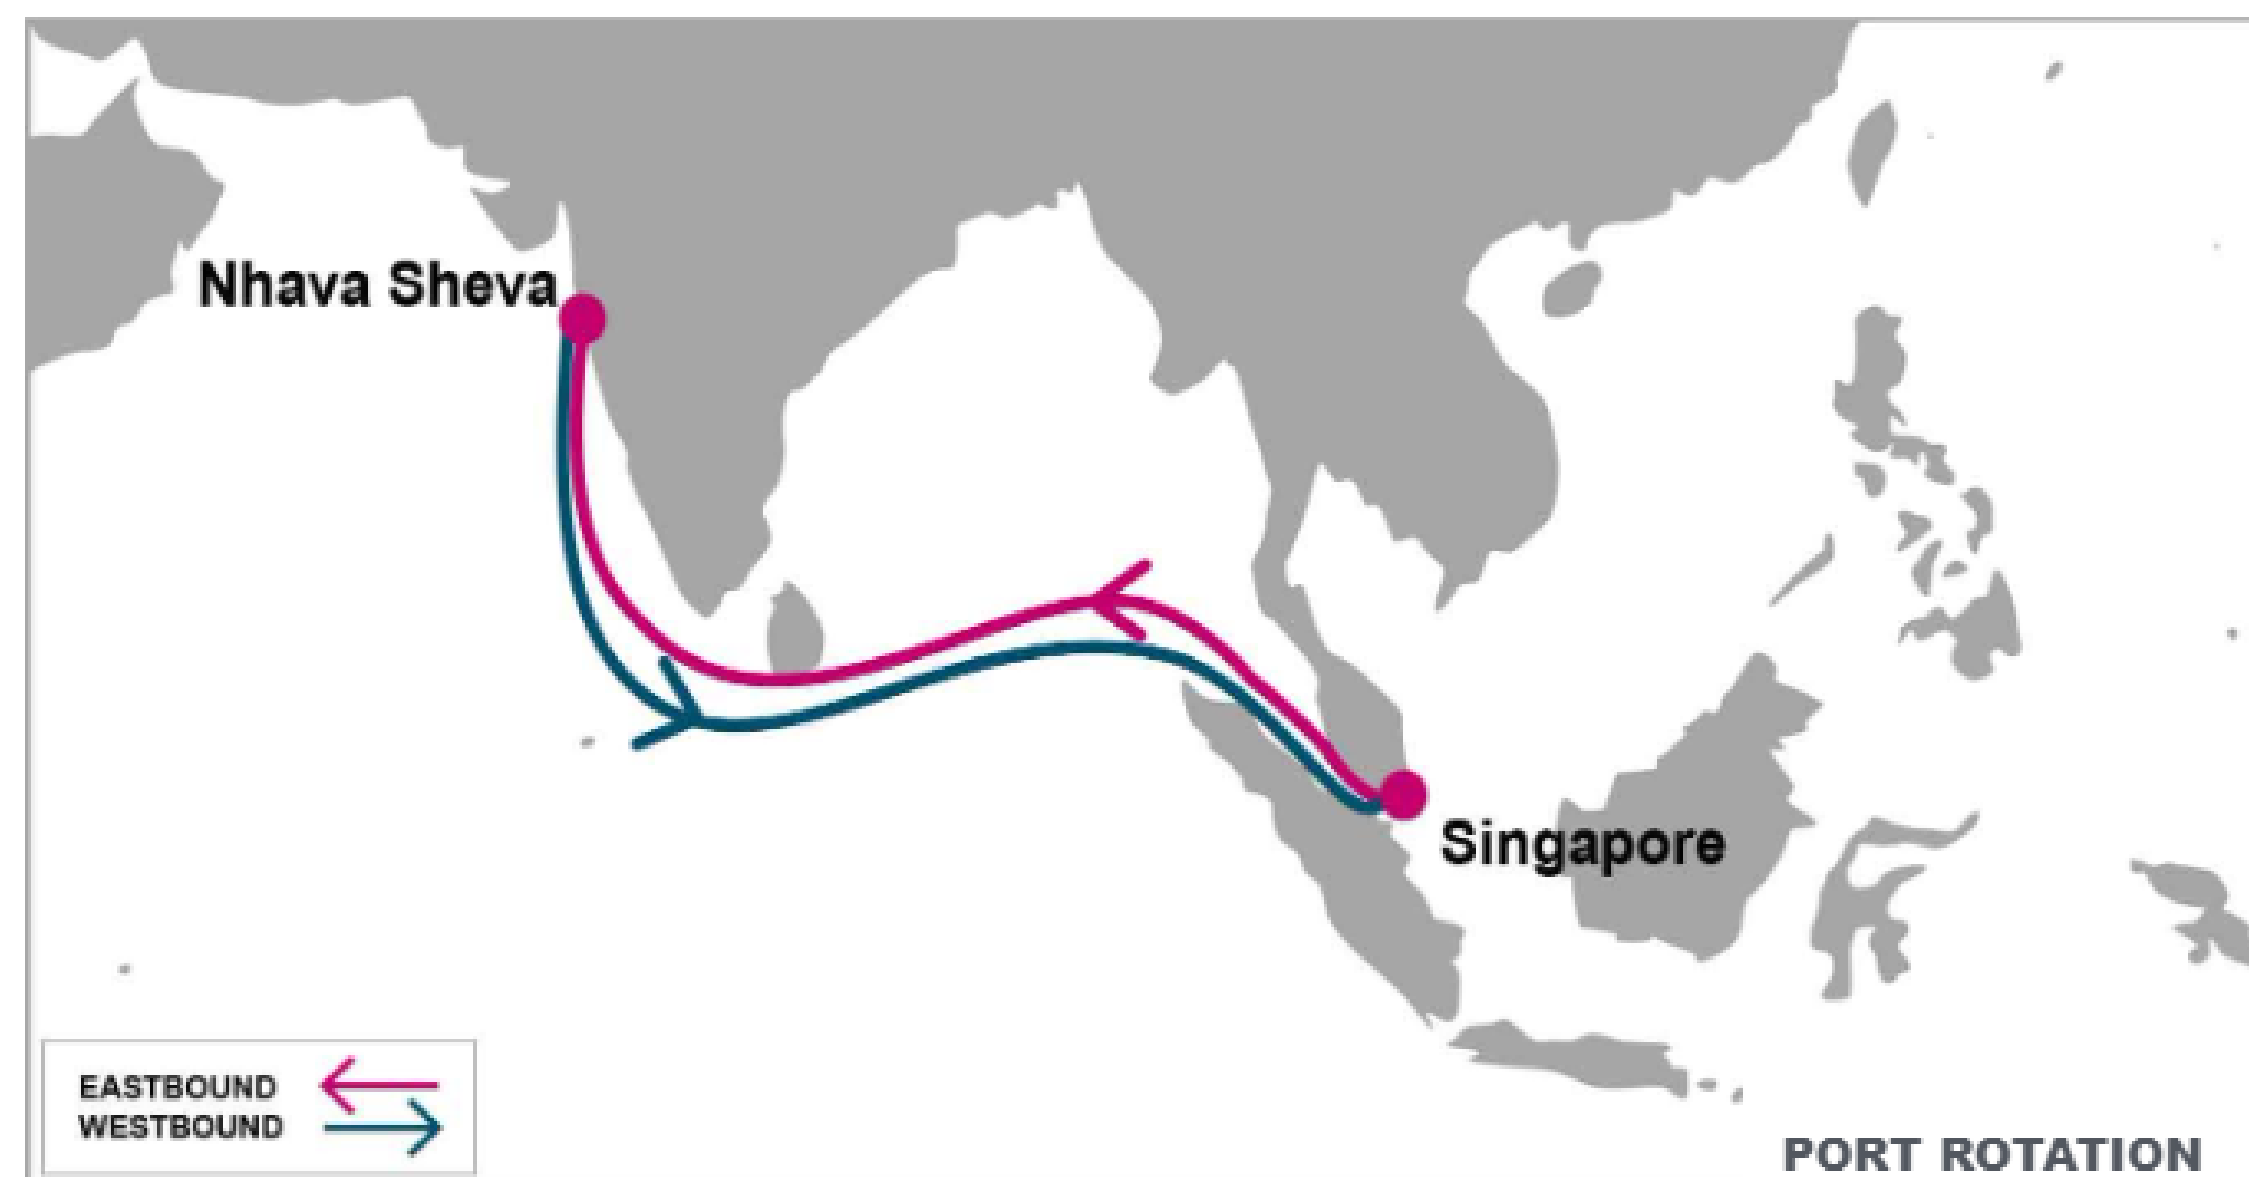 Nhava Sheva
Singapore
EASTBOUND
WESTBOUND
PORT ROTATION